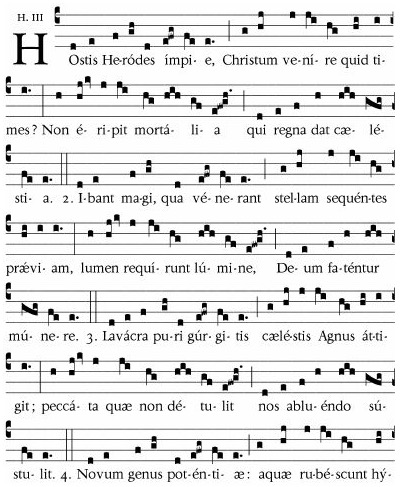 H. III
HOstis He-ródes ímpi- e, Christum ve-ní- re quid ti-
mes? Non é- ri-pit mortá- li- a qui regna dat cæ- lé-
sti- a. 2. I-bant ma-gi, qua vé-ne-rant stel-lam sequén-tes
prǽvi- am, lumen requí-runt lú-mi-ne, De- um fa-téntur
mú- ne- re. 3. La-vácra pu-ri gúr-gi- tis cælé-stis Agnus át-ti-
git; peccá-ta quæ non dé- tu- lit nos ablu-éndo sú-
stu- lit. 4. Novum genus pot-én-ti- æ: aquæ ru-bé-scunt hý-